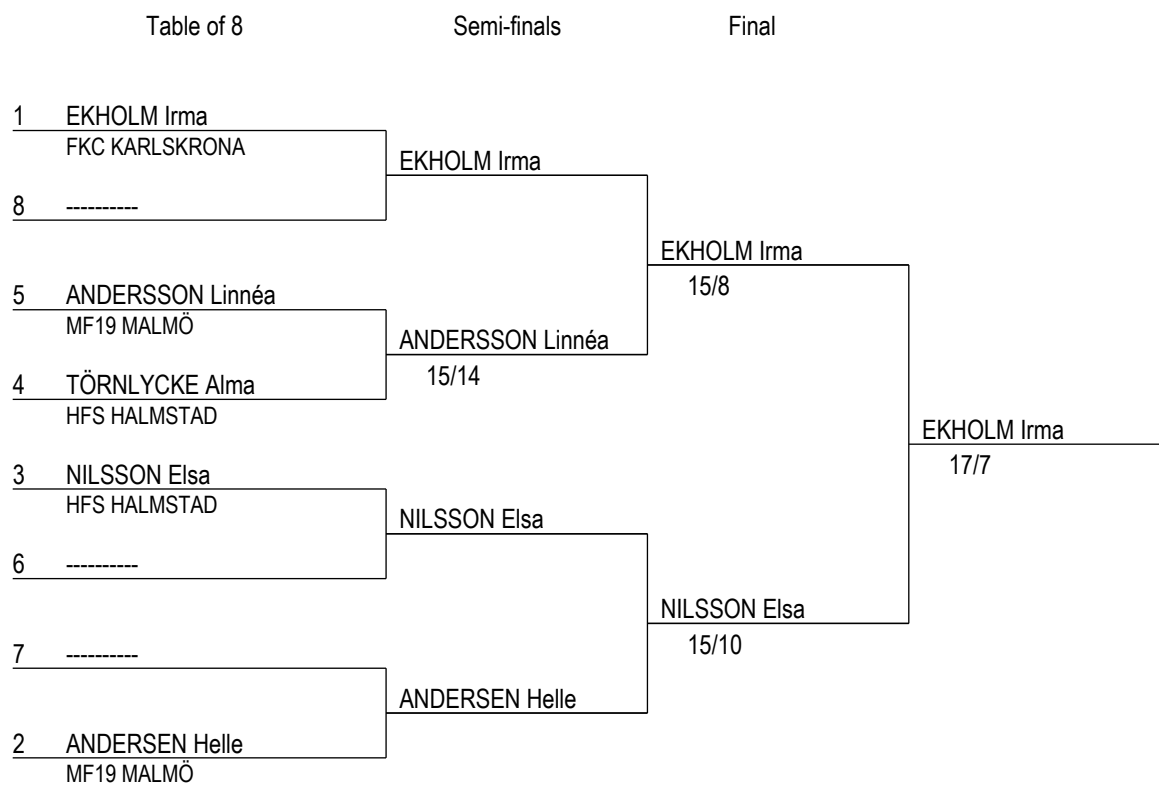 Table of 8 Semi-finals Final
1 EKHOLM Irma
FKC KARLSKRONA
EKHOLM Irma
8 ----------
EKHOLM Irma
15/8
5 ANDERSSON Linnéa
MF19 MALMÖ
ANDERSSON Linnéa
15/14
4 TÖRNLYCKE Alma
HFS HALMSTAD
EKHOLM Irma
17/7
3 NILSSON Elsa
HFS HALMSTAD
NILSSON Elsa
6 ----------
NILSSON Elsa
15/10
7 ----------
ANDERSEN Helle
2 ANDERSEN Helle
MF19 MALMÖ